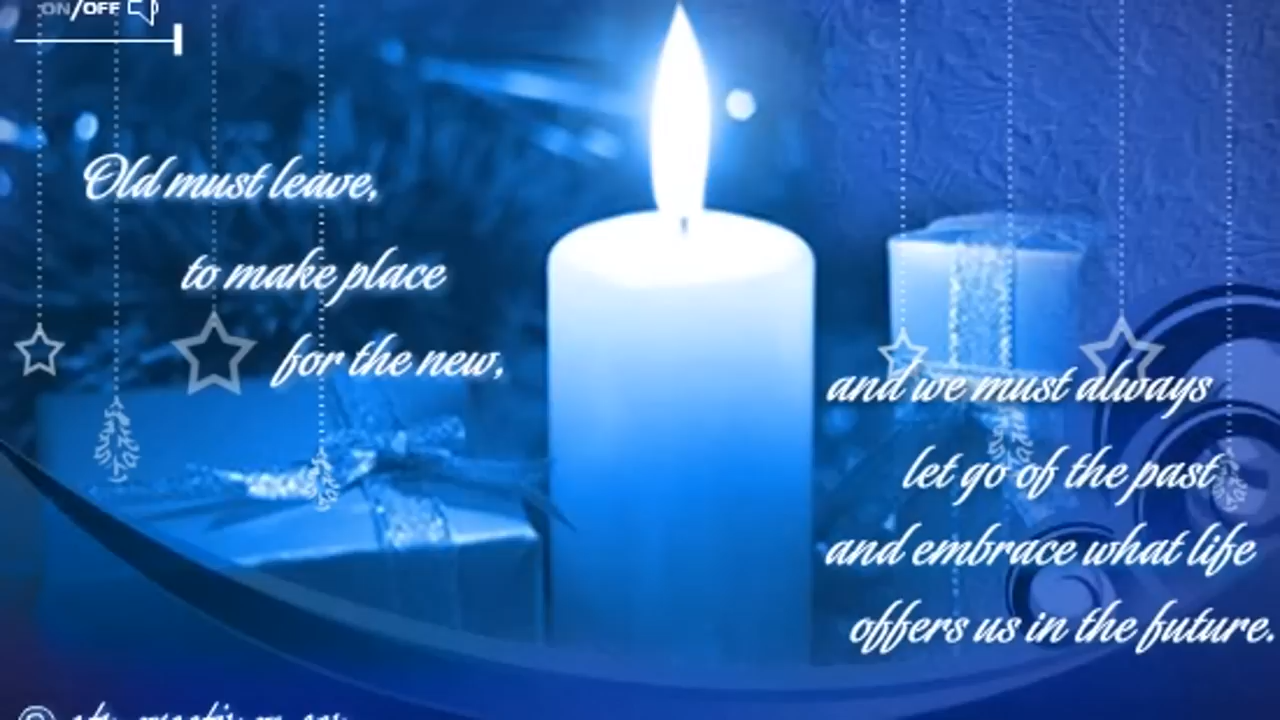 ON/OFF
Old must leave,
to make place
for the new,
and we must always
let go of the past
and embrace what life
offers us in the future.